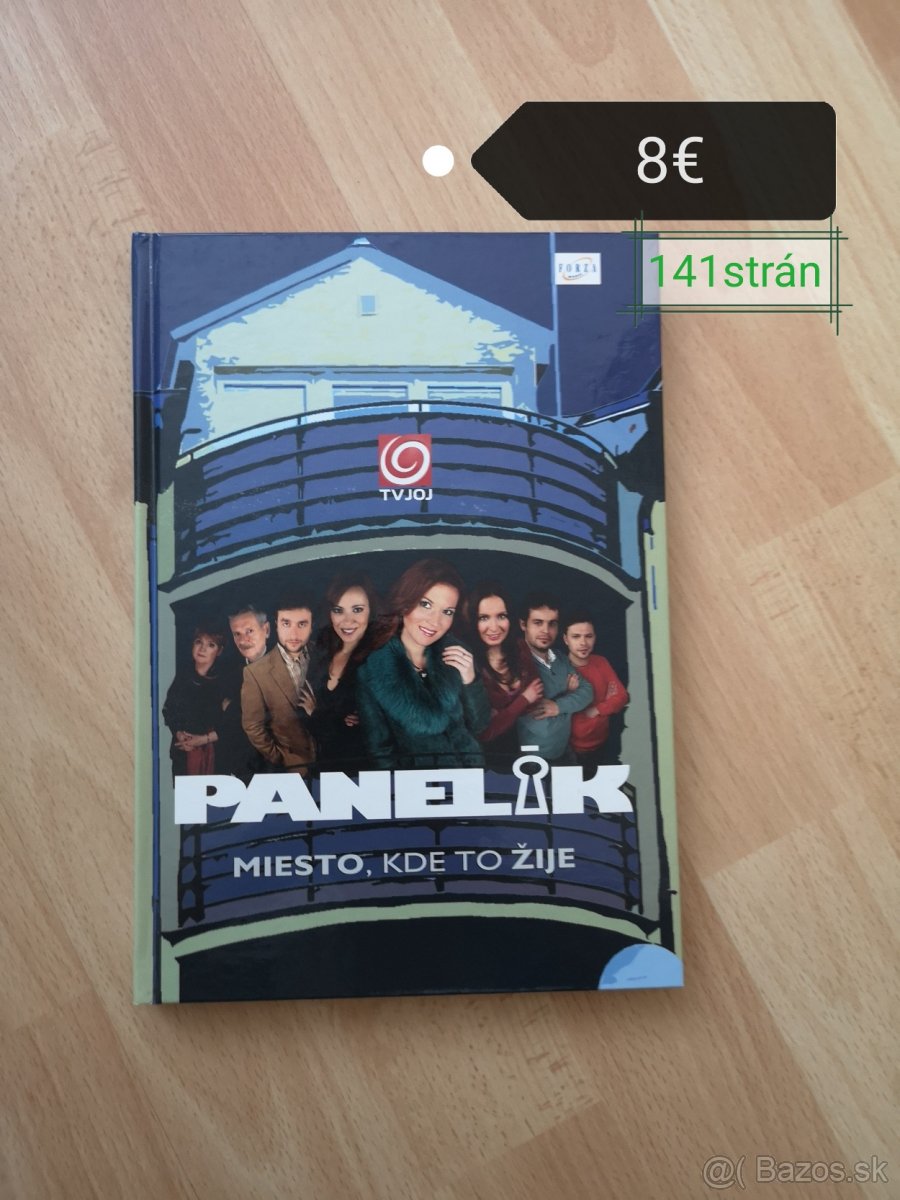 8€
141strán
FORZA
TVJOJ
PANELÁK
MIESTO, KDE TO ŽIJE
@( Bazos.sk